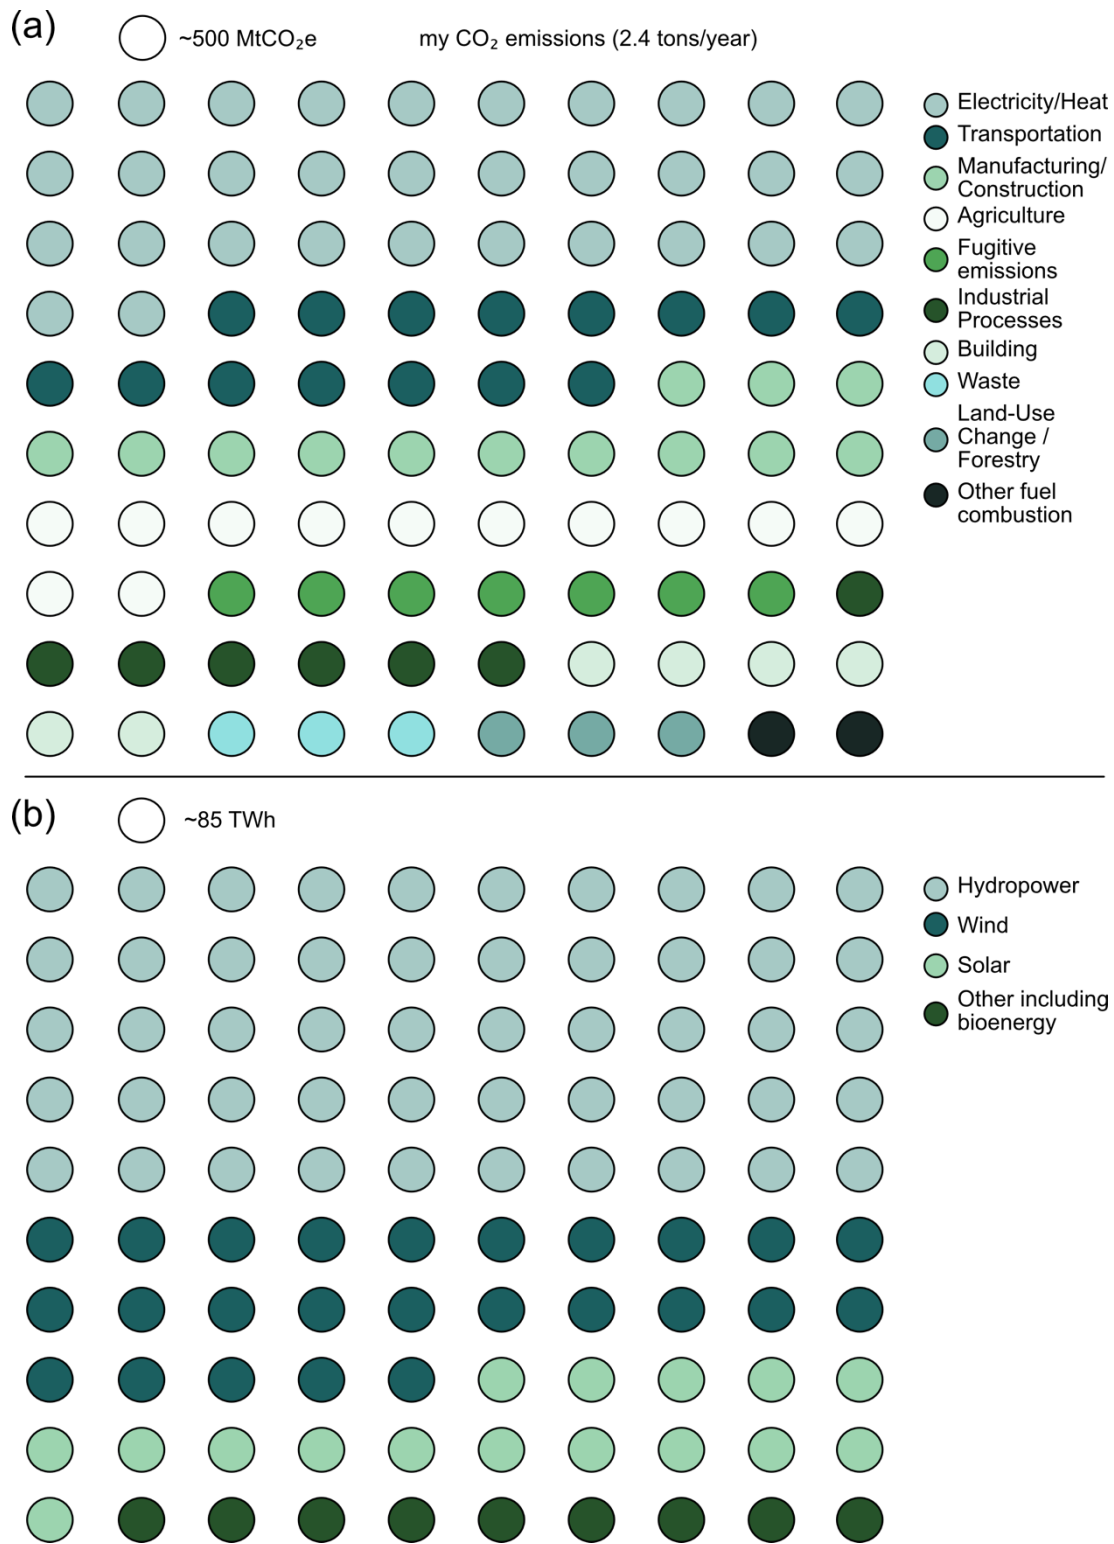 (a)
~500 MtCO₂e
my CO₂ emissions (2.4 tons/year)
Electricity/Heat
Transportation
Manufacturing/
Construction
Agriculture
Fugitive
emissions
Industrial
Processes
Building
Waste
Land-Use
Change /
Forestry
Other fuel
combustion
(b)
~85 TWh
Hydropower
Wind
Solar
Other including
bioenergy